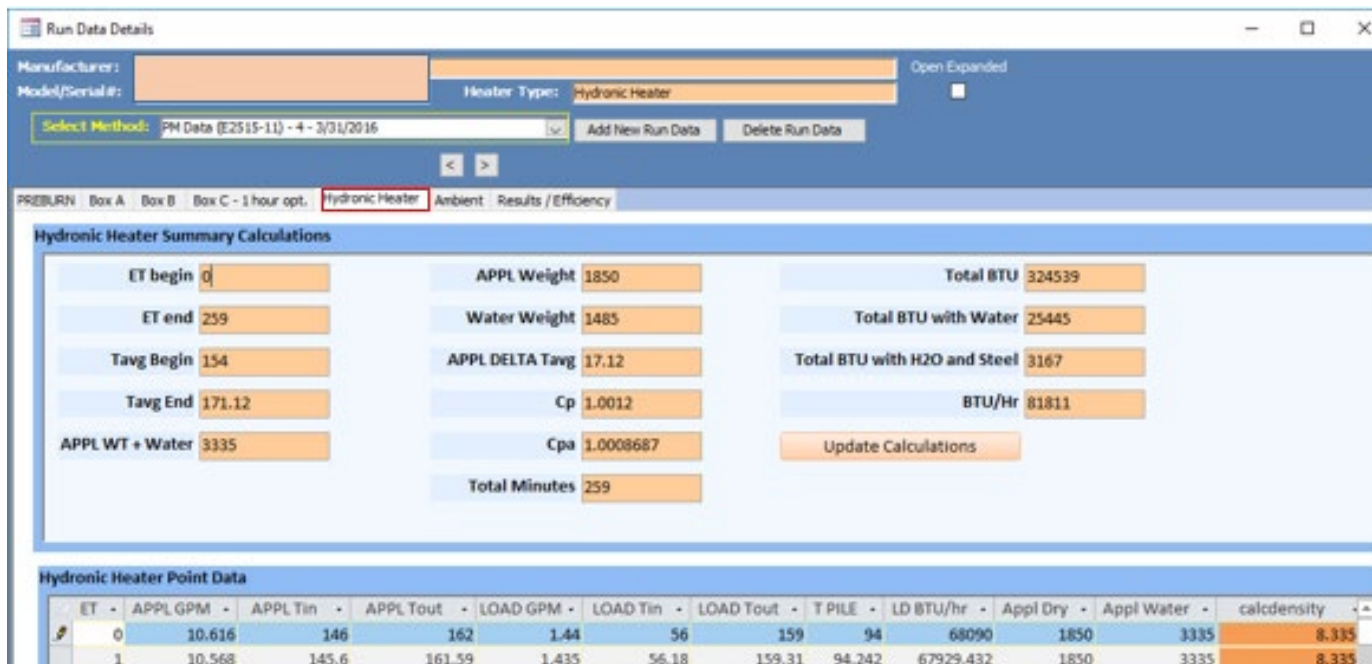 Run Data Details
Manufacturer:
Open Expanded
Model/Serial#:
Heater Type: Hydronic Heater
Select Method: PM Data (E2515-11) - 4 - 3/31/2016 Add New Run Data Delete Run Data
< >
PREBURN Box A Box B Box C - 1 hour opt. Hydronic Heater Ambient Results / Efficiency
Hydronic Heater Summary Calculations
ET begin 0 APPL Weight 1850 Total BTU 324539
ET end 259 Water Weight 1485 Total BTU with Water 25445
Tavg Begin 154 APPL DELTA Tavg 17.12 Total BTU with H2O and Steel 3167
Tavg End 171.12 Cp 1.0012 BTU/Hr 81811
APPL WT + Water 3335 Cpa 1.0008687 Update Calculations
Total Minutes 259
Hydronic Heater Point Data
ET APPL GPM APPL Tin APPL Tout LOAD GPM LOAD Tin LOAD Tout T PILE LD BTU/hr Appl Dry Appl Water calcdensity
0 10.616 146 162 1.44 56 159 94 68090 1850 3335 8.335
1 10.568 145.6 161.59 1.435 56.18 159.31 94.242 67929.432 1850 3335 8.335